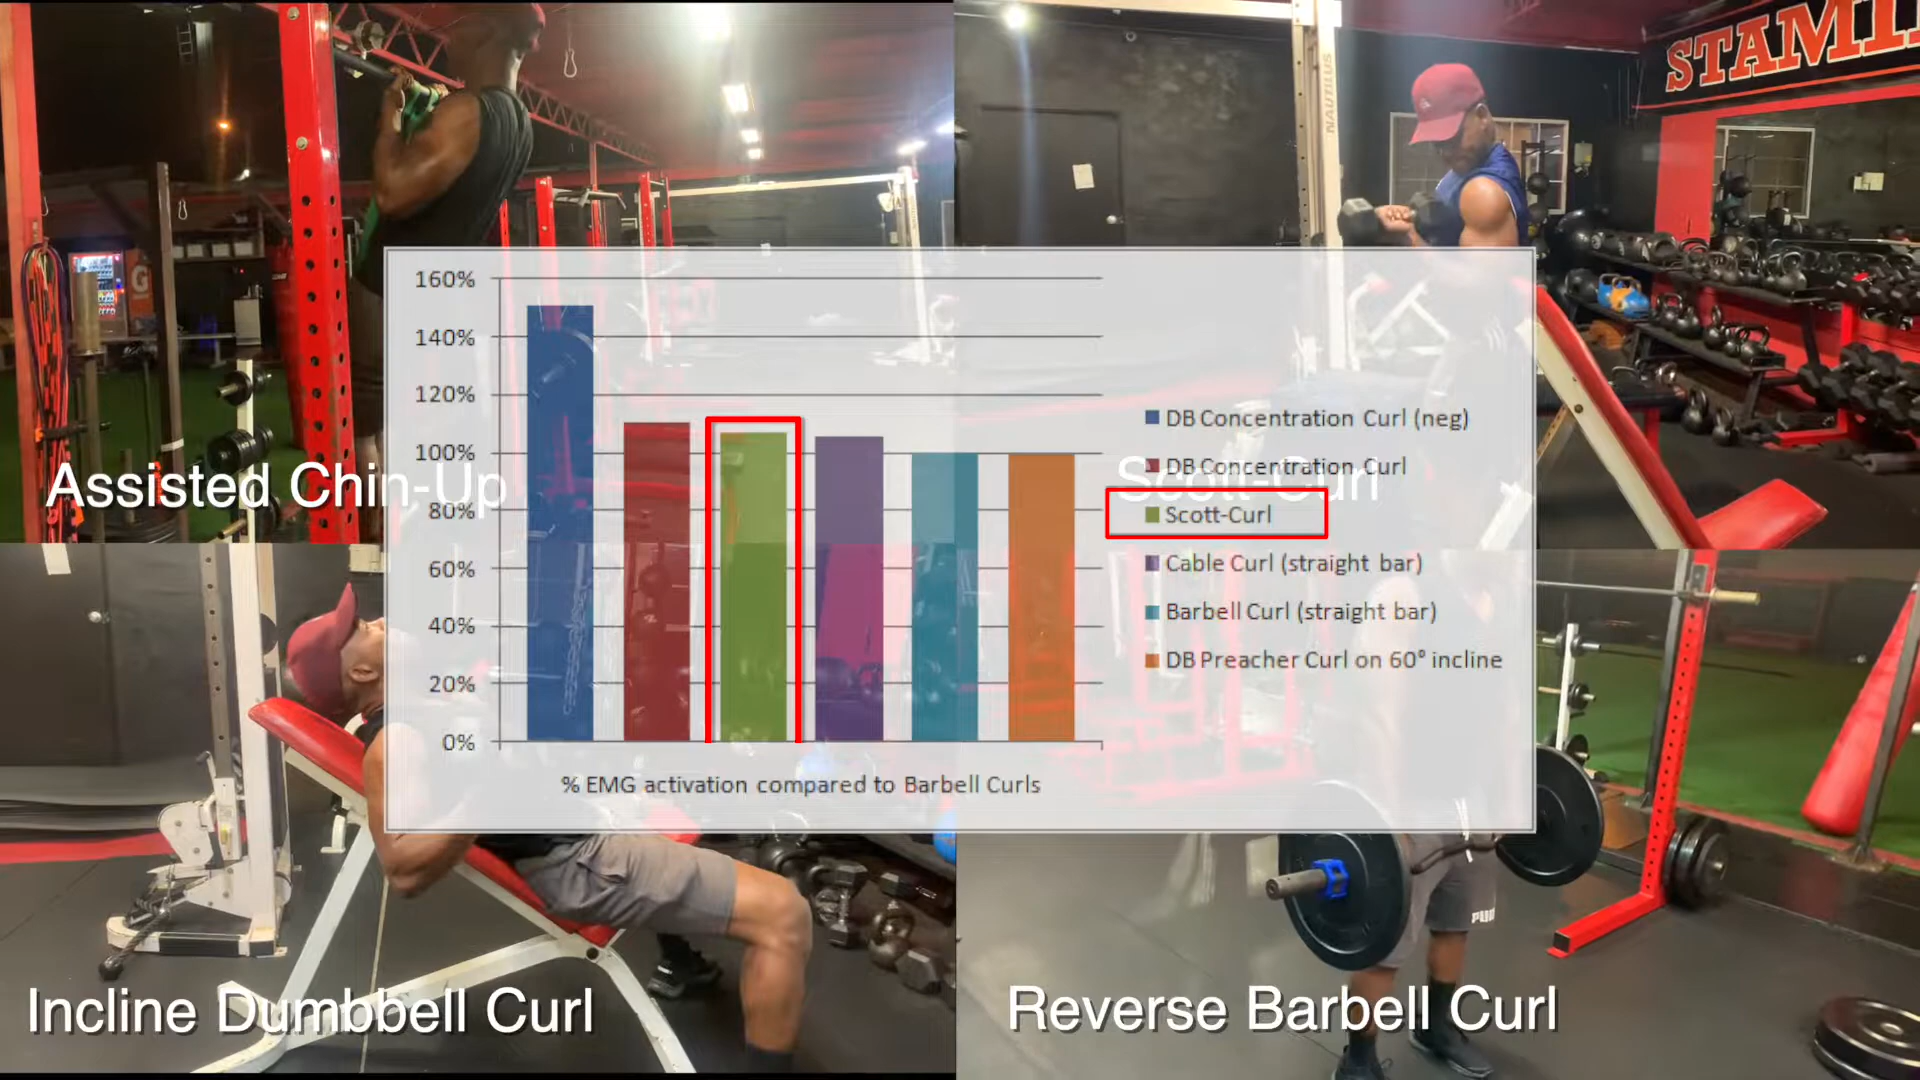 STAMI
NAUTILUS
G
160%
140%
120%
100%
80%
60%
40%
20%
0%
% EMG activation compared to Barbell Curls
DB Concentration Curl (neg)
DB Concentration Curl
Scott-Curl
Cable Curl (straight bar)
Barbell Curl (straight bar)
DB Preacher Curl on 60° incline
Assisted Chin-Up
Scott-Curl
PUM
Incline Dumbbell Curl
Reverse Barbell Curl